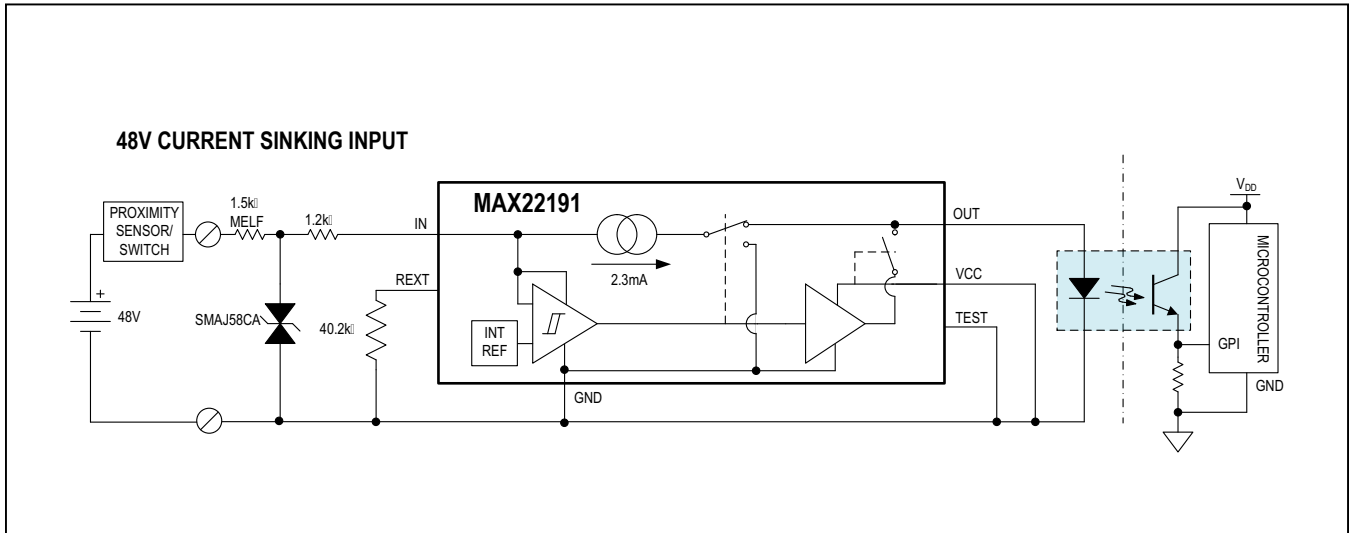 48V CURRENT SINKING INPUT
PROXIMITY
SENSOR/
SWITCH
1.5k▯
MELF
1.2k▯
IN
REXT
+
48V
SMAJ58CA
40.2k▯
MAX22191
2.3mA
INT
REF
GND
OUT
VCC
TEST
VDD
MICROCONTROLLER
GPI
GND